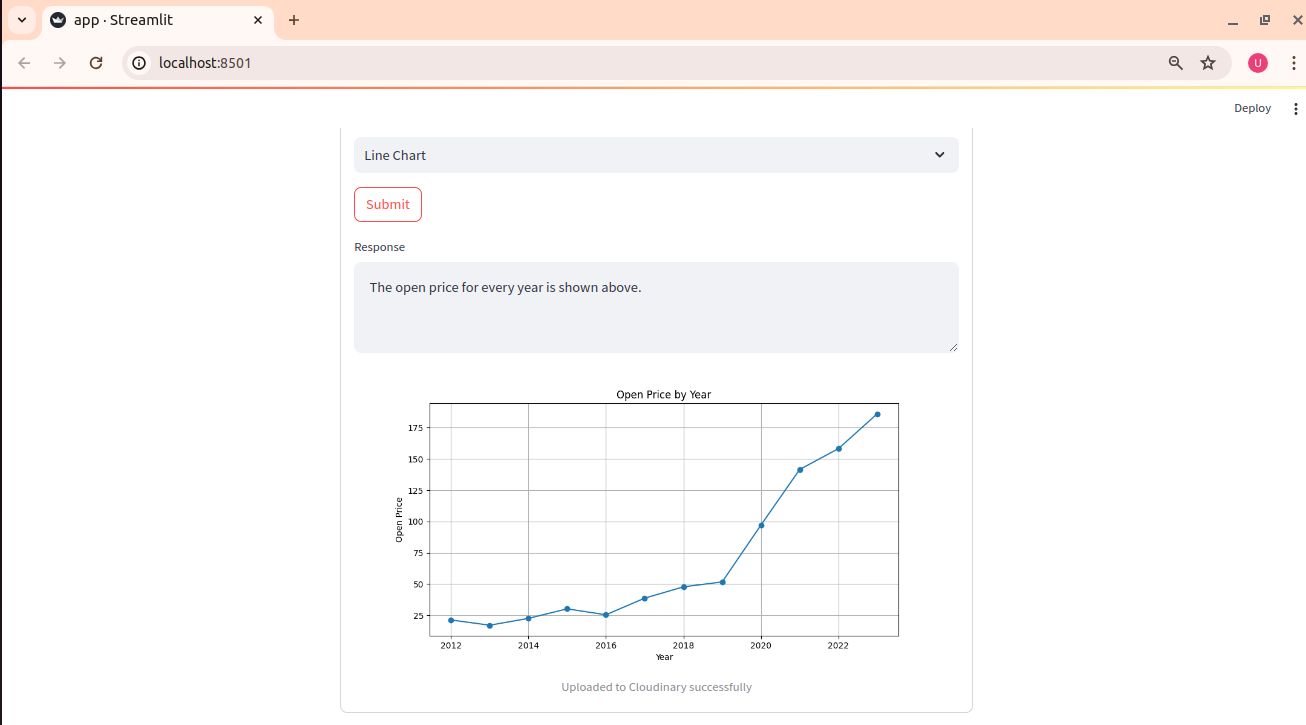 app · Streamlit
localhost:8501
U
Deploy
Line Chart
Submit
Response
The open price for every year is shown above.
Open Price by Year
175
150
125
100
75
50
25
Open Price
2012 2014 2016 2018 2020 2022
Year
Uploaded to Cloudinary successfully